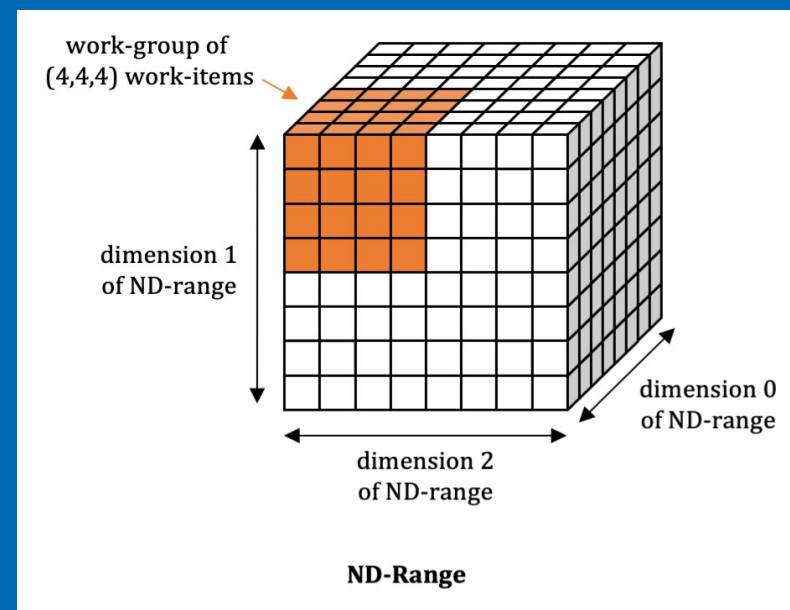 work-group of
(4,4,4) work-items
dimension 1
of ND-range
dimension 0
of ND-range
dimension 2
of ND-range
ND-Range